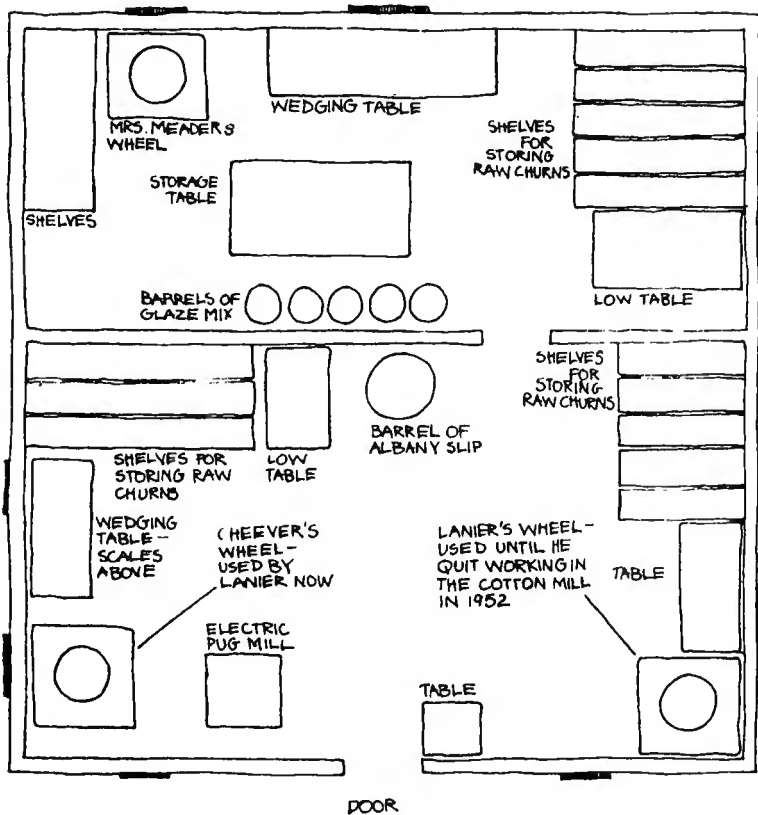 MRS. MEADERS
WHEEL
WEDGING TABLE
SHELVES
FOR
STORING
RAW CHURNS
STORAGE
TABLE
SHELVES
LOW TABLE
BARRELS OF
GLAZE MIX
SHELVES
FOR
STORING
RAW CHURNS
BARREL OF
ALBANY SLIP
SHELVES FOR
STORING RAW
CHURNS
LOW
TABLE
WEDGING
TABLE-
SCALES
ABOVE
CHEEVER'S
WHEEL-
USED BY
LANIER NOW
LANIER'S WHEEL-
USED UNTIL HE
QUIT WORKING IN
THE COTTON MILL
IN 1952
TABLE
ELECTRIC
PUG MILL
TABLE
DOOR